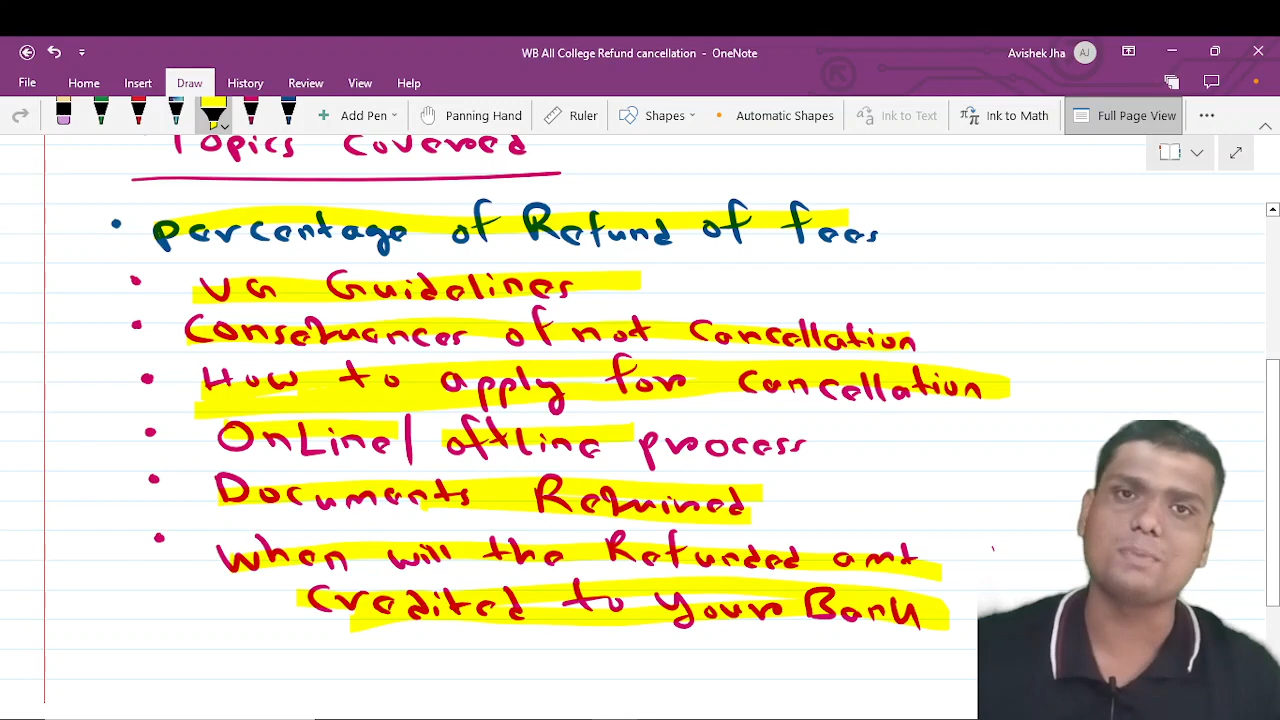 WB All College Refund cancellation - OneNote
Avishek Jha AJ
File Home Insert Draw History Review View Help
Add Pen Panning Hand Ruler Shapes Automatic Shapes Ink to Text Ink to Math Full Page View
Topics Covered
• percentage of Refund of fees
• UG Guidelines
• Consequances of not Cancellation
• How to apply for Cancellation
• OnLine/ offline process
• Documents Required
• When will the Refunded amt
Credited to Your Bank